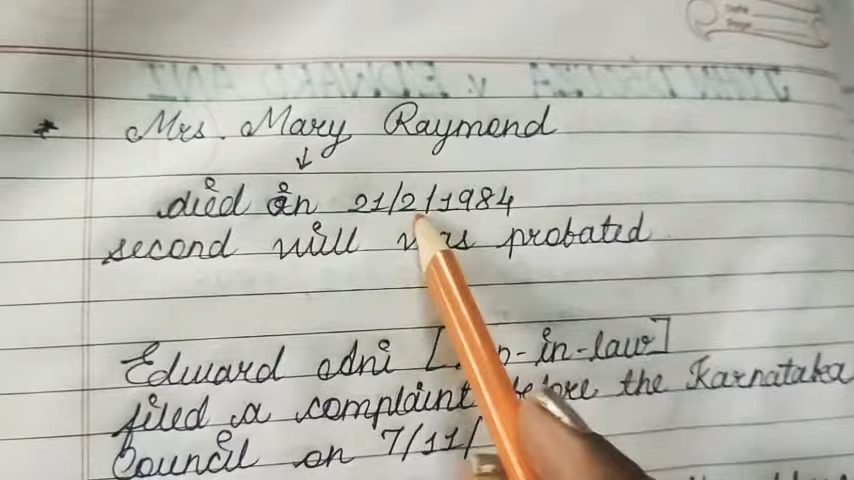 * Mrs. Mary Raymond
↓
died on 21/2/1984
second will was probated
Edward Ani [son-in-law]
filed a complaint before the Karnataka
Council on 7/11/